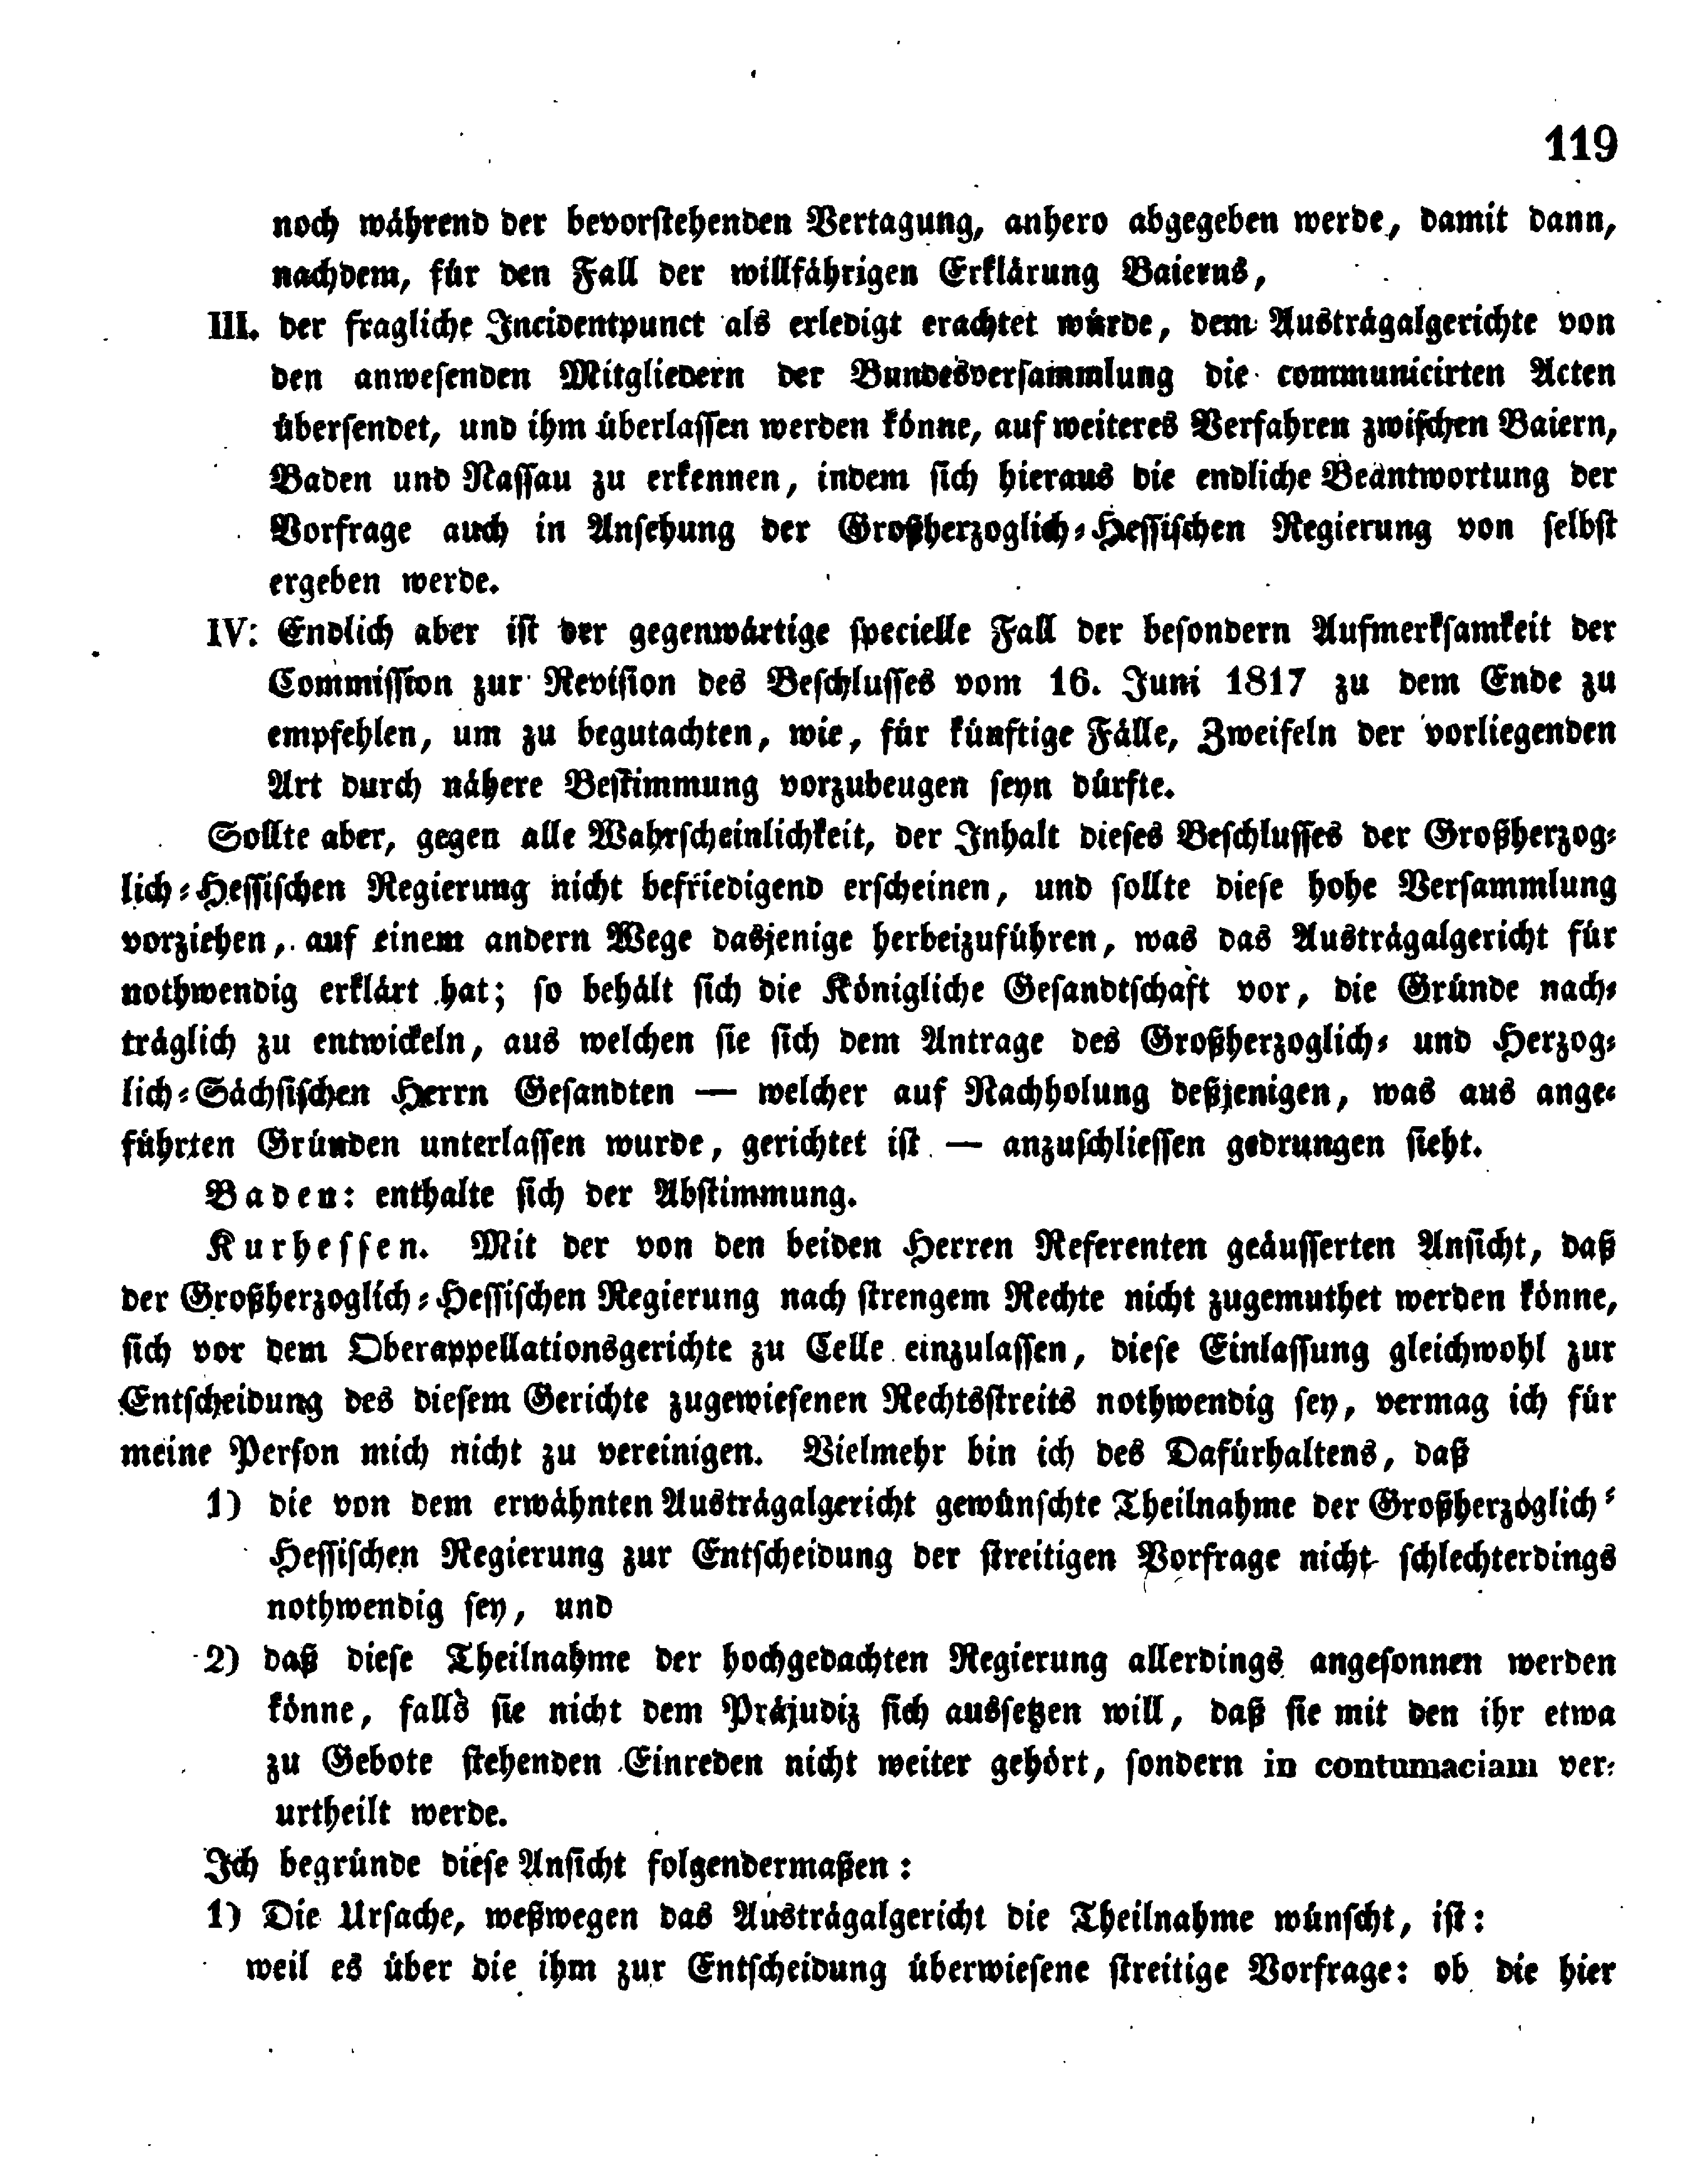 119
noch während der bevorstehenden Vertagung, anhero abgegeben werde, damit dann,
nachdem, für den Fall der willfährigen Erklärung Baierns,
III. der fragliche Incidentpunct als erledigt erachtet würde, dem Austrägalgerichte von
den anwesenden Mitgliedern der Bundesversammlung die communicirten Acten
übersendet, und ihm überlassen werden könne, auf weiteres Verfahren zwischen Baiern,
Baden und Nassau zu erkennen, indem sich hieraus die endliche Beantwortung der
Vorfrage auch in Ansehung der Großherzoglich-Hessischen Regierung von selbst
ergeben werde.
IV. Endlich aber ist der gegenwärtige specielle Fall der besondern Aufmerksamkeit der
Commission zur Revision des Beschlusses vom 16. Juni 1817 zu dem Ende zu
empfehlen, um zu begutachten, wie, für künftige Fälle, Zweifeln der vorliegenden
Art durch nähere Bestimmung vorzubeugen seyn dürfte.
Sollte aber, gegen alle Wahrscheinlichkeit, der Inhalt dieses Beschlusses der Großherzog-
lich-Hessischen Regierung nicht befriedigend erscheinen, und sollte diese hohe Versammlung
vorziehen, auf einem andern Wege dasjenige herbeizuführen, was das Austrägalgericht für
nothwendig erklärt hat; so behält sich die Königliche Gesandtschaft vor, die Gründe nach-
träglich zu entwickeln, aus welchen sie sich dem Antrage des Großherzoglich- und Herzog-
lich-Sächsischen Herrn Gesandten — welcher auf Nachholung deßjenigen, was aus ange-
führten Gründen unterlassen wurde, gerichtet ist — anzuschliessen gedrungen sieht.
Baden: enthalte sich der Abstimmung.
Kurhessen. Mit der von den beiden Herren Referenten geäusserten Ansicht, daß
der Großherzoglich-Hessischen Regierung nach strengem Rechte nicht zugemuthet werden könne,
sich vor dem Oberappellationsgerichte zu Celle einzulassen, diese Einlassung gleichwohl zur
Entscheidung des diesem Gerichte zugewiesenen Rechtsstreits nothwendig sey, vermag ich für
meine Person mich nicht zu vereinigen. Vielmehr bin ich des Dafürhaltens, daß
1) die von dem erwähnten Austrägalgericht gewünschte Theilnahme der Großherzoglich-
Hessischen Regierung zur Entscheidung der streitigen Vorfrage nicht schlechterdings
nothwendig sey, und
2) daß diese Theilnahme der hochgedachten Regierung allerdings angesonnen werden
könne, falls sie nicht dem Präjudiz sich aussetzen will, daß sie mit den ihr etwa
zu Gebote stehenden Einreden nicht weiter gehört, sondern in contumaciam ver-
urtheilt werde.
Ich begründe diese Ansicht folgendermaßen:
1) Die Ursache, weßwegen das Austrägalgericht die Theilnahme wünscht, ist:
weil es über die ihm zur Entscheidung überwiesene streitige Vorfrage: ob die hier